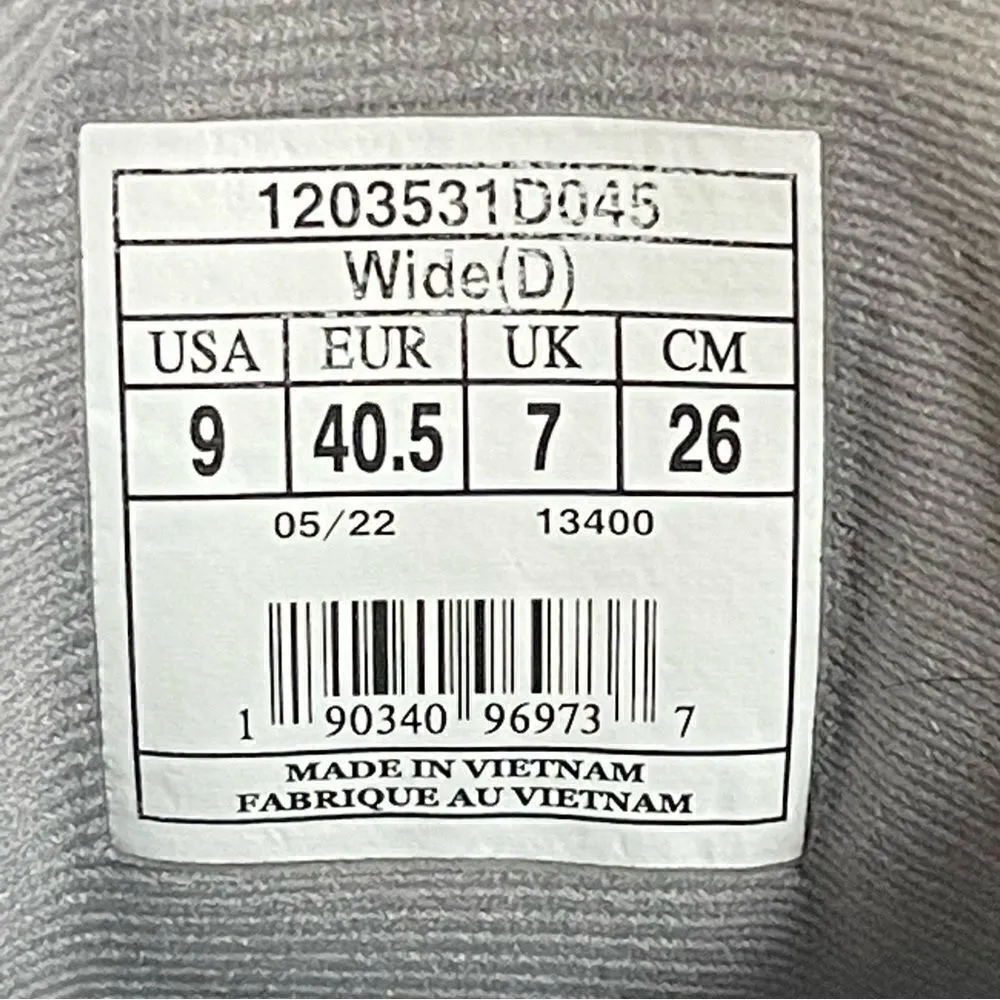 1203531D045
Wide(D)
USA EUR UK CM
9 40.5 7 26
05/22 13400
1 90340 96973 7
MADE IN VIETNAM
FABRIQUE AU VIETNAM